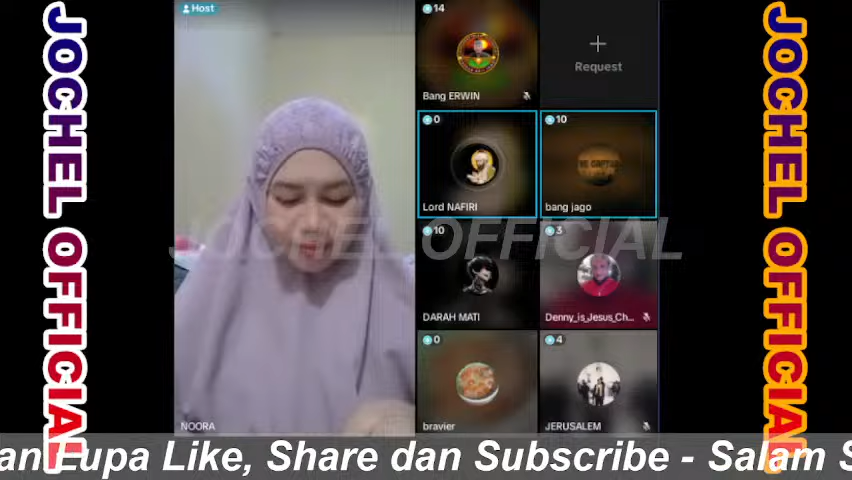 JOCHEL OFFICIAL
Host
14
Bang ERWIN
Request
0
Lord NAFIRI
10
bang jago
JOCHEL OFFICIAL
10
DARAH MATI
3
Denny_is_Jesus_Ch...
0
bravier
4
JERUSALEM
NOORA
JOCHEL OFFICIAL
an Lupa Like, Share dan Subscribe - Salam S